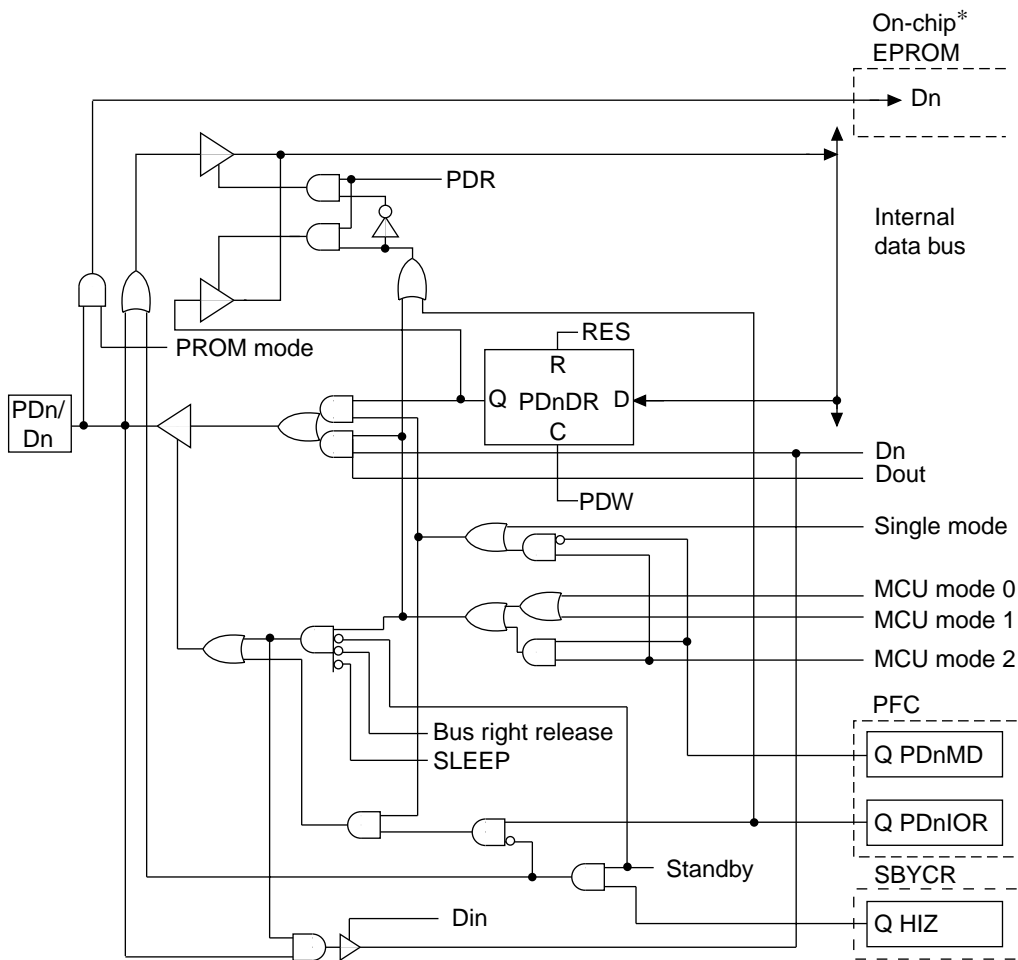 On-chip*
EPROM
Dn
PDR
Internal
data bus
RES
PROM mode
R
Q PDnDR D
C
PDn/
Dn
Dn
Dout
PDW
Single mode
MCU mode 0
MCU mode 1
MCU mode 2
PFC
Bus right release
SLEEP
Q PDnMD
Q PDnIOR
Standby
SBYCR
Din
Q HIZ